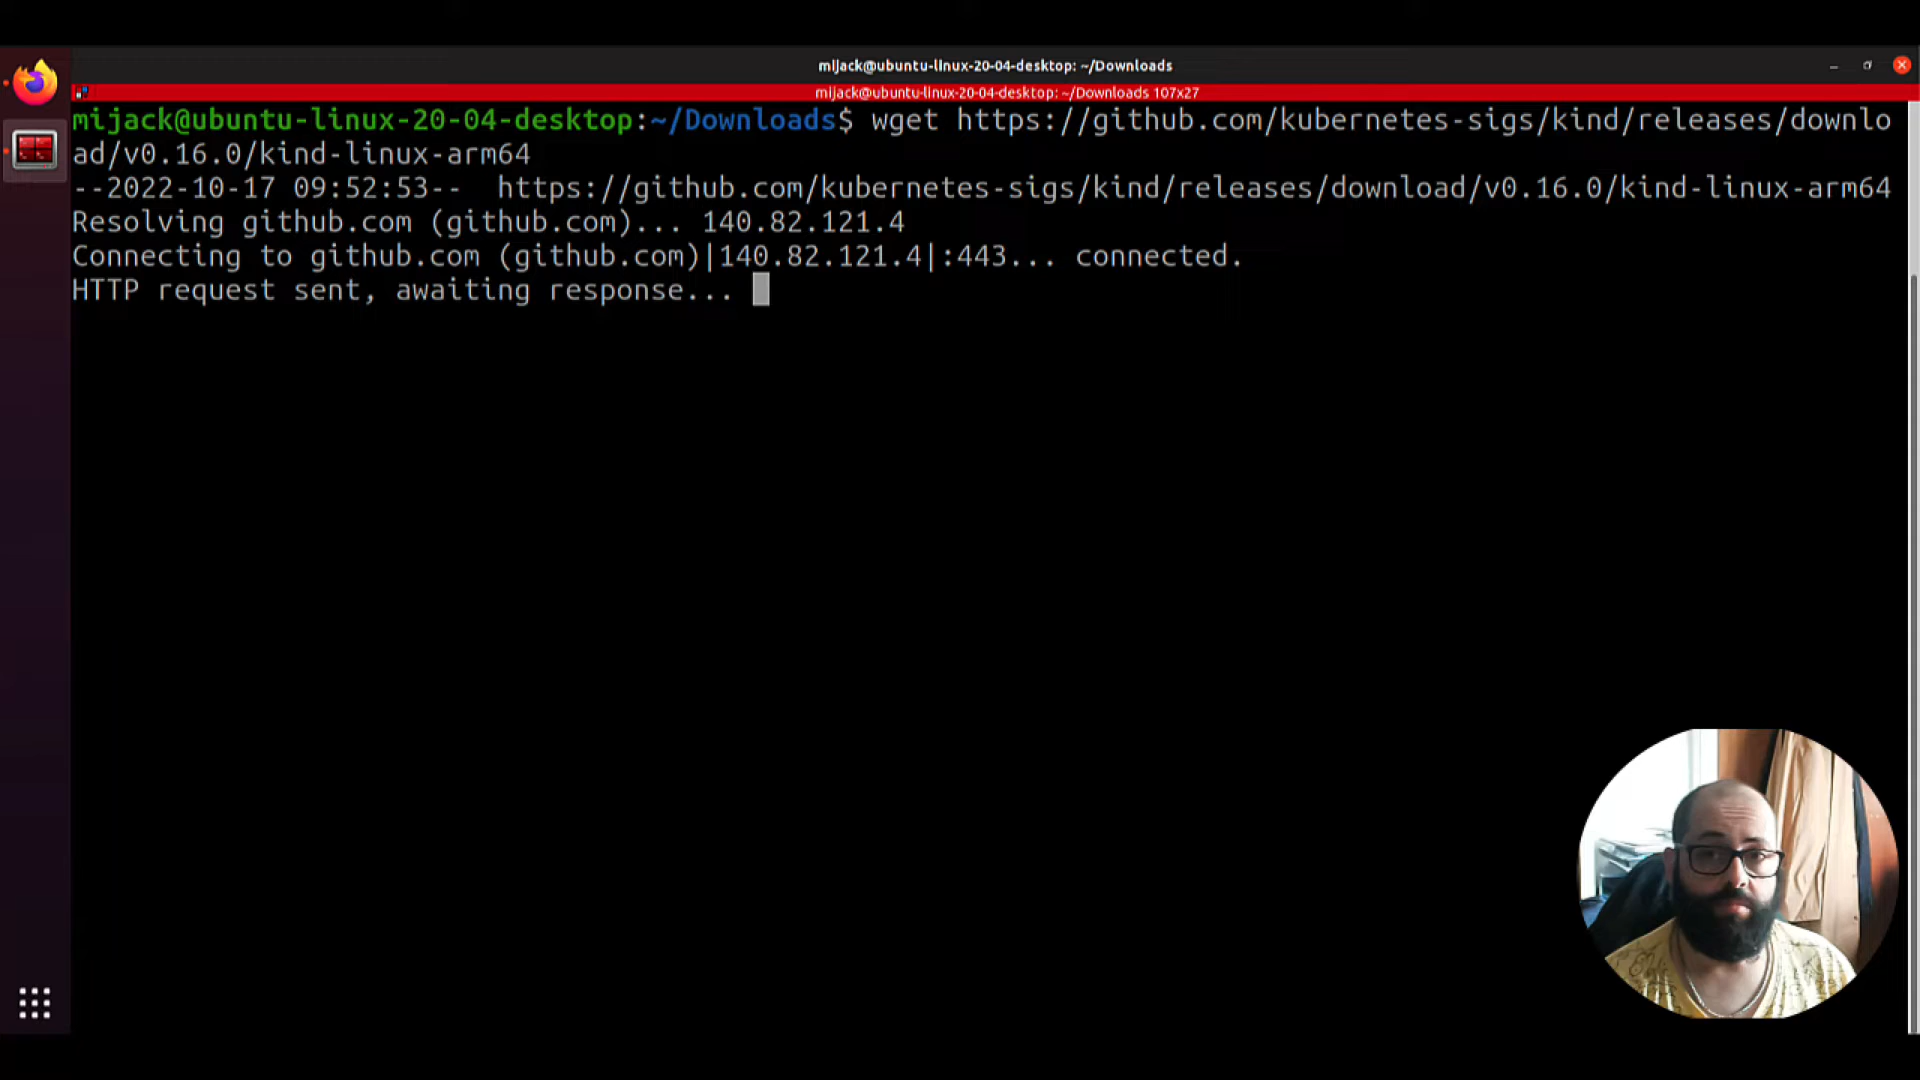 mijack@ubuntu-linux-20-04-desktop: ~/Downloads
mijack@ubuntu-linux-20-04-desktop: ~/Downloads 107x27
mijack@ubuntu-linux-20-04-desktop:~/Downloads$ wget https://github.com/kubernetes-sigs/kind/releases/downlo
ad/v0.16.0/kind-linux-arm64
--2022-10-17 09:52:53--  https://github.com/kubernetes-sigs/kind/releases/download/v0.16.0/kind-linux-arm64
Resolving github.com (github.com)... 140.82.121.4
Connecting to github.com (github.com)|140.82.121.4|:443... connected.
HTTP request sent, awaiting response...